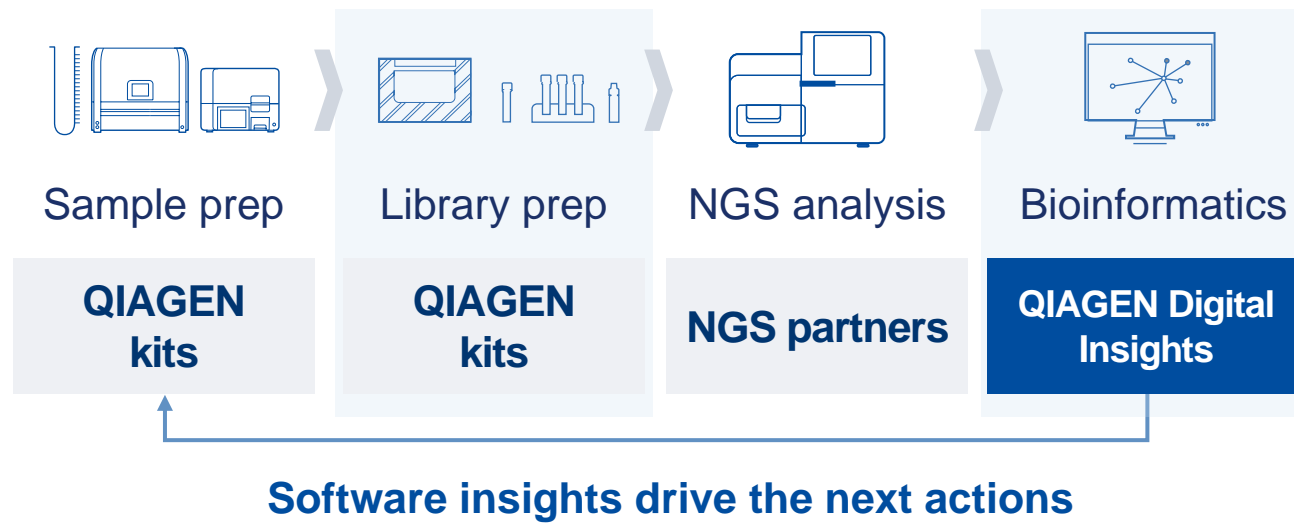 Sample prep
Library prep
NGS analysis
Bioinformatics
QIAGEN
kits
QIAGEN
kits
NGS partners
QIAGEN Digital
Insights
Software insights drive the next actions